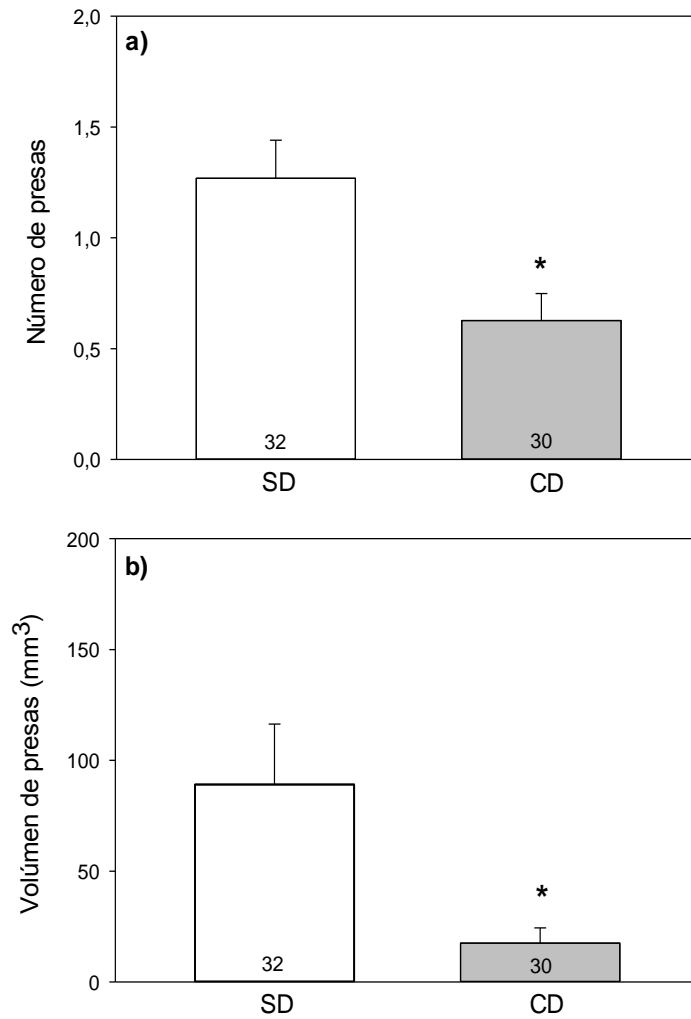 a)
2,0
1,5
1,0
0,5
0,0
Número de presas
*
32
30
SD
CD
b)
200
150
100
50
0
Volúmen de presas (mm³)
*
32
30
SD
CD